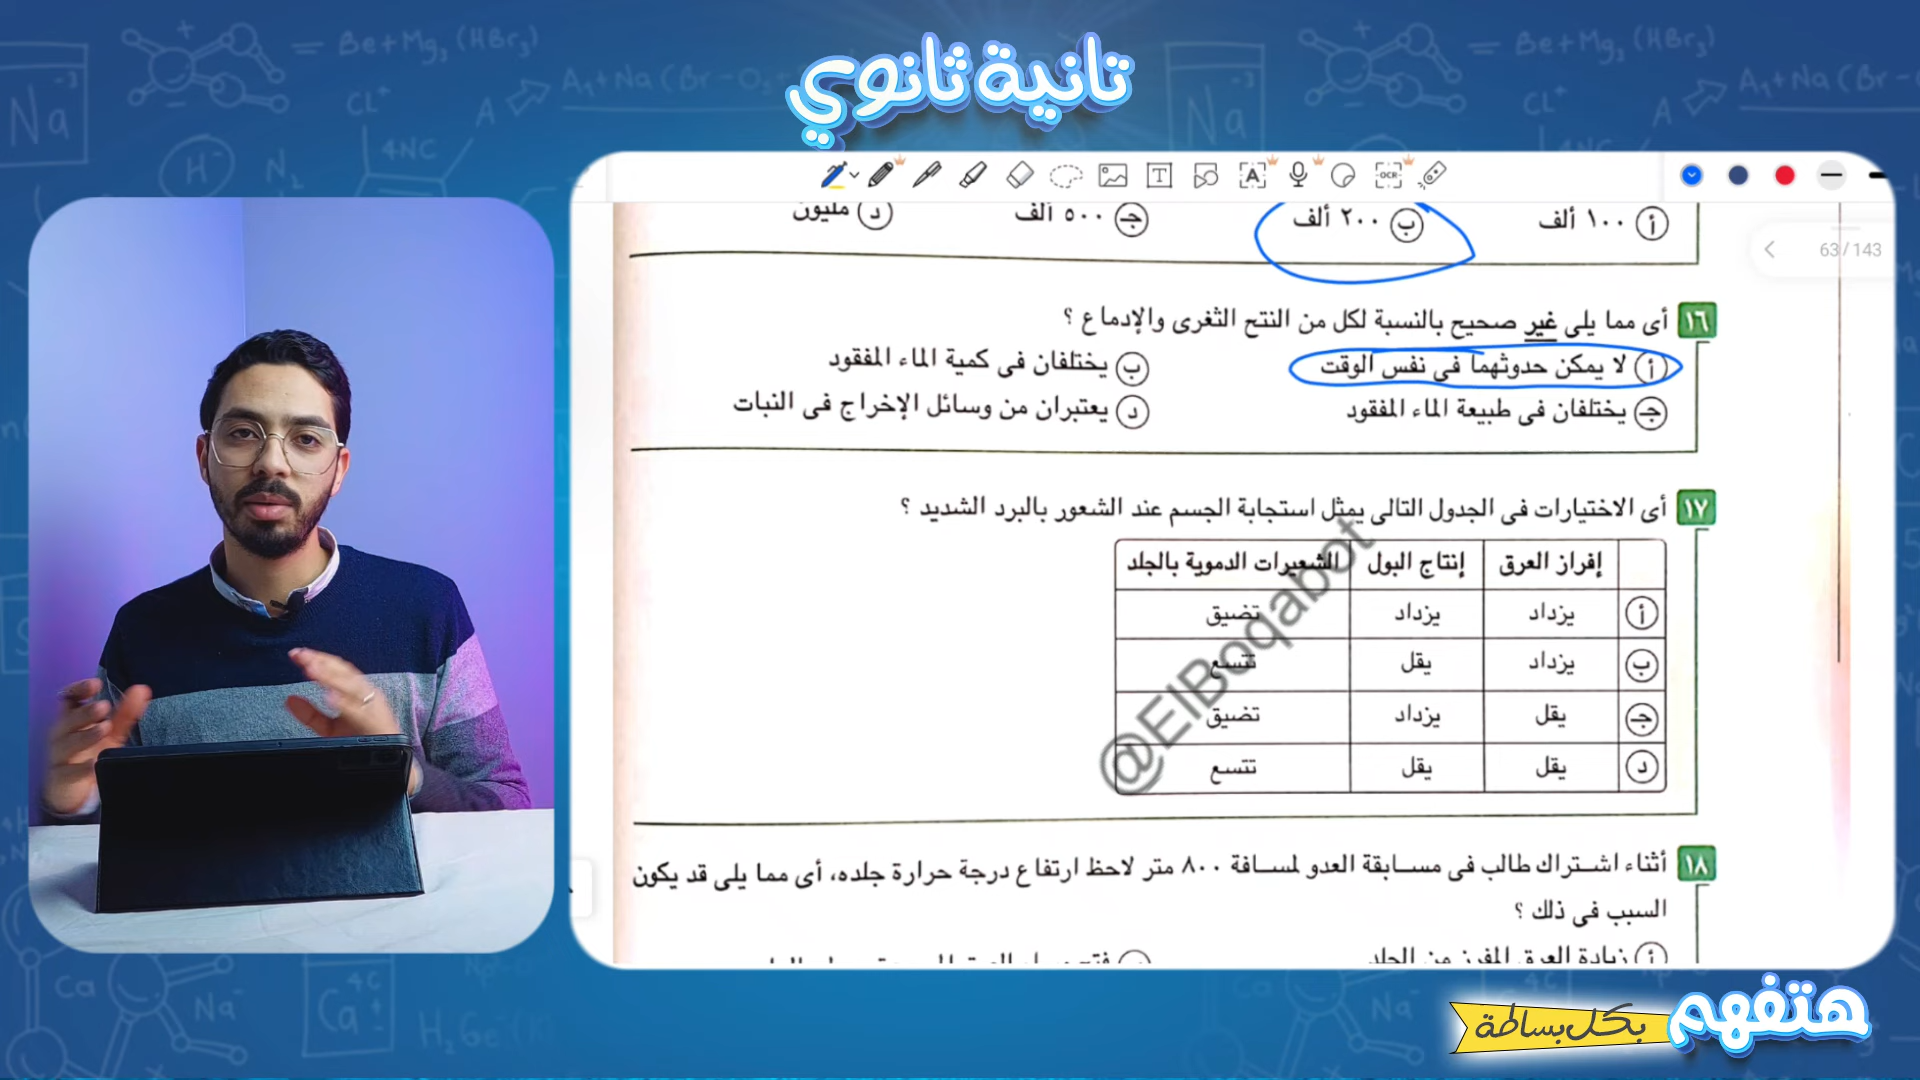 تانية ثانوي
63/143
أ ١٠٠ ألف ب ٢٠٠ ألف ج ٥٠٠ ألف د مليون
١٦ أى مما يلى غير صحيح بالنسبة لكل من النتح الثغرى والإدماع ؟
أ لا يمكن حدوثهما فى نفس الوقت ب يختلفان فى كمية الماء المفقود
ج يختلفان فى طبيعة الماء المفقود د يعتبران من وسائل الإخراج فى النبات
١٧ أى الاختيارات فى الجدول التالى يمثل استجابة الجسم عند الشعور بالبرد الشديد ؟
إفراز العرق إنتاج البول الشعيرات الدموية بالجلد
أ يزداد يزداد تضيق
ب يزداد يقل تتسع
ج يقل يزداد تضيق
د يقل يقل تتسع
@ElBoqabot
١٨ أثناء اشتراك طالب فى مسابقة العدو لمسافة ٨٠٠ متر لاحظ ارتفاع درجة حرارة جلده، أى مما يلى قد يكون
السبب فى ذلك ؟
أ زيادة العرق المفرز من الجلد
هتفهم
بكل بساطة